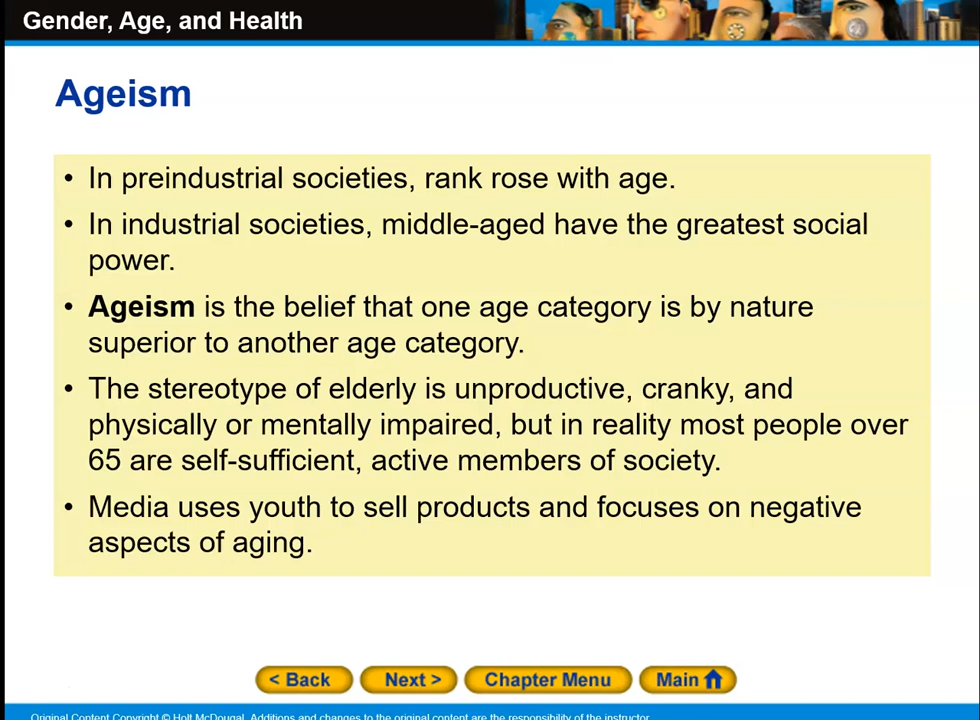 Gender, Age, and Health
Ageism
• In preindustrial societies, rank rose with age.
• In industrial societies, middle-aged have the greatest social
power.
• Ageism is the belief that one age category is by nature
superior to another age category.
• The stereotype of elderly is unproductive, cranky, and
physically or mentally impaired, but in reality most people over
65 are self-sufficient, active members of society.
• Media uses youth to sell products and focuses on negative
aspects of aging.
< Back Next > Chapter Menu Main
Original Content Copyright © Holt McDougal. Additions and changes to the original content are the responsibility of the instructor.